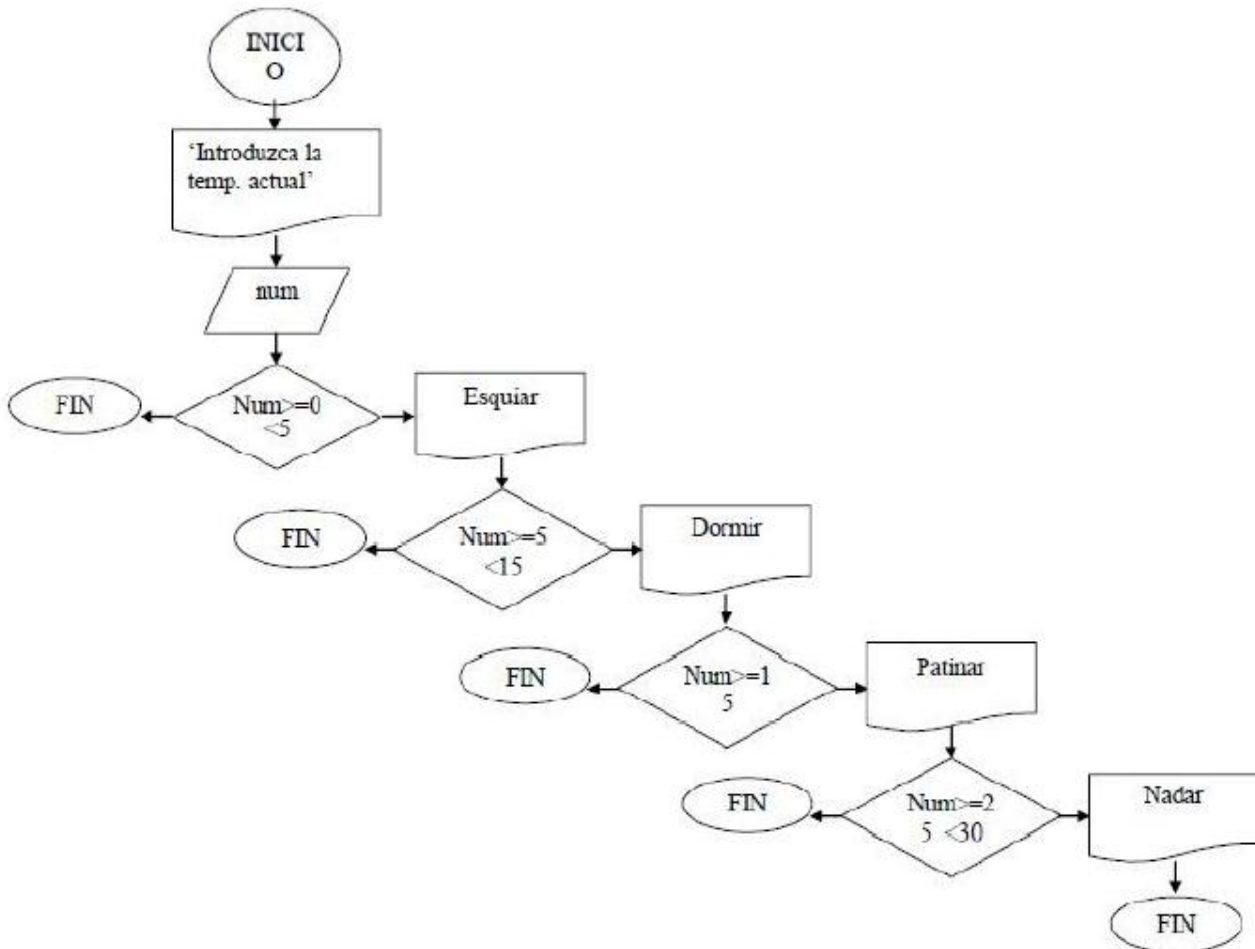 INICI
O
‘Introduzca la
temp. actual’
num
FIN
Num>=0
<5
Esquiar
FIN
Num>=5
<15
Dormir
FIN
Num>=1
5
Patinar
FIN
Num>=2
5 <30
Nadar
FIN